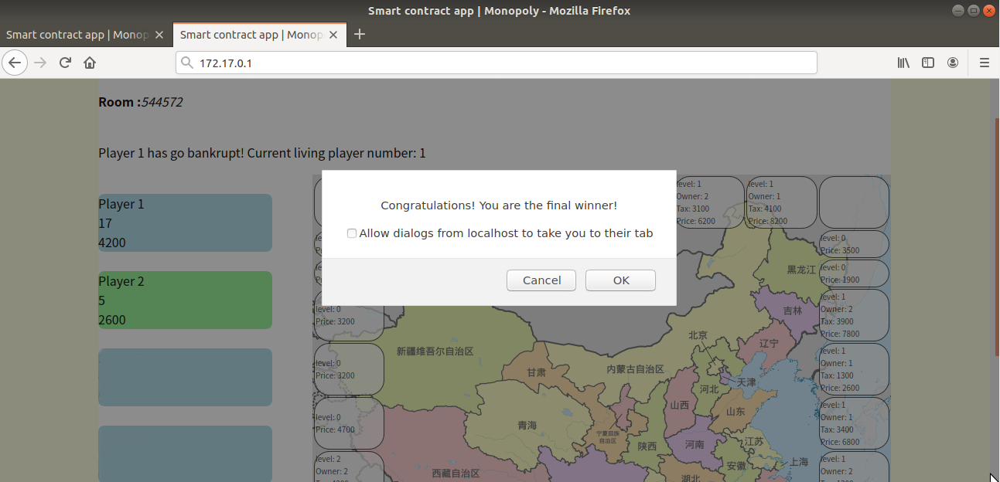 Smart contract app | Monopoly - Mozilla Firefox
Smart contract app | Monop
Smart contract app | Monop
172.17.0.1
Room :544572
Player 1 has go bankrupt! Current living player number: 1
Player 1
17
4200
Player 2
5
2600
Congratulations! You are the final winner!
Allow dialogs from localhost to take you to their tab
Cancel
OK
level: 1
Owner: 2
Tax: 3100
Price: 6200
level: 1
Owner: 1
Tax: 4100
Price: 8200
level: 0
Price: 3500
level: 0
Price: 1900
level: 1
Owner: 2
Tax: 3900
Price: 7800
level: 1
Owner: 1
Tax: 1300
Price: 2600
level: 1
Owner: 1
Tax: 3400
Price: 6800
level: 1
Owner: 2
level: 0
Price: 3200
level: 0
Price: 3200
level: 0
Price: 4700
level: 2
Owner: 2
黑龙江
吉林
辽宁
北京
新疆维吾尔自治区
甘肃
内蒙古自治区
天津
河北
山西
山东
青海
宁夏回族
自治区
陕西
河南
江苏
安徽
上海
西藏自治区
湖北